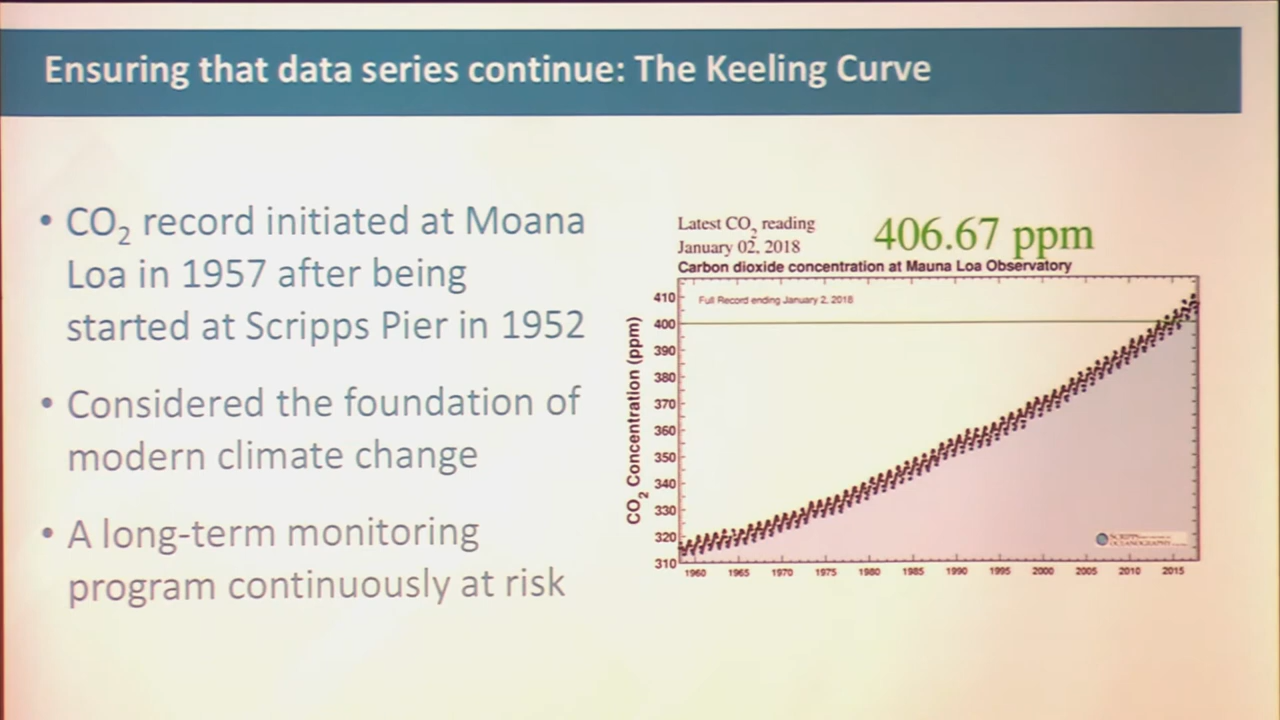 Ensuring that data series continue: The Keeling Curve
• CO₂ record initiated at Moana
Loa in 1957 after being
started at Scripps Pier in 1952
• Considered the foundation of
modern climate change
• A long-term monitoring
program continuously at risk
Latest CO₂ reading
January 02, 2018
406.67 ppm
Carbon dioxide concentration at Mauna Loa Observatory
Full Record ending January 2, 2018
CO₂ Concentration (ppm)
410
400
390
380
370
360
350
340
330
320
310
1960 1965 1970 1975 1980 1985 1990 1995 2000 2005 2010 2015
SCRIPPS
OCEANOGRAPHY